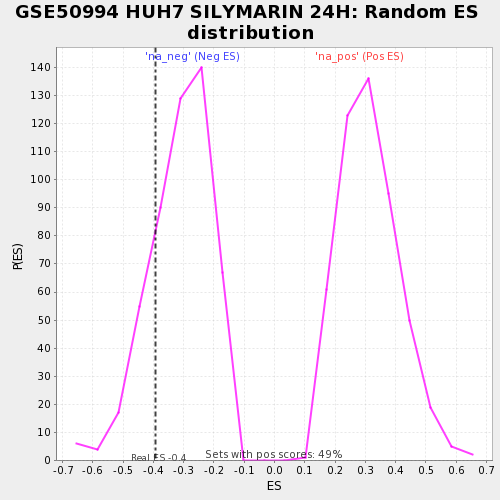 GSE50994 HUH7 SILYMARIN 24H: Random ES
distribution
'na_neg' (Neg ES)
'na_pos' (Pos ES)
140
130
120
110
100
90
80
70
60
50
40
30
20
10
0
P(ES)
Real ES -0.4
Sets with pos scores: 49%
-0.7 -0.6 -0.5 -0.4 -0.3 -0.2 -0.1 0.0 0.1 0.2 0.3 0.4 0.5 0.6 0.7
ES